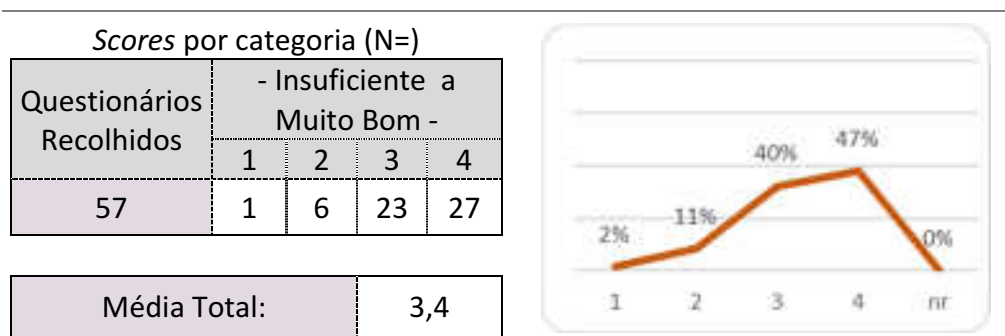 Scores por categoria (N=)
Questionários
Recolhidos
- Insuficiente a
Muito Bom -
1 2 3 4
57 1 6 23 27
Média Total: 3,4
2% 11% 40% 47% 0%
1 2 3 4 nr